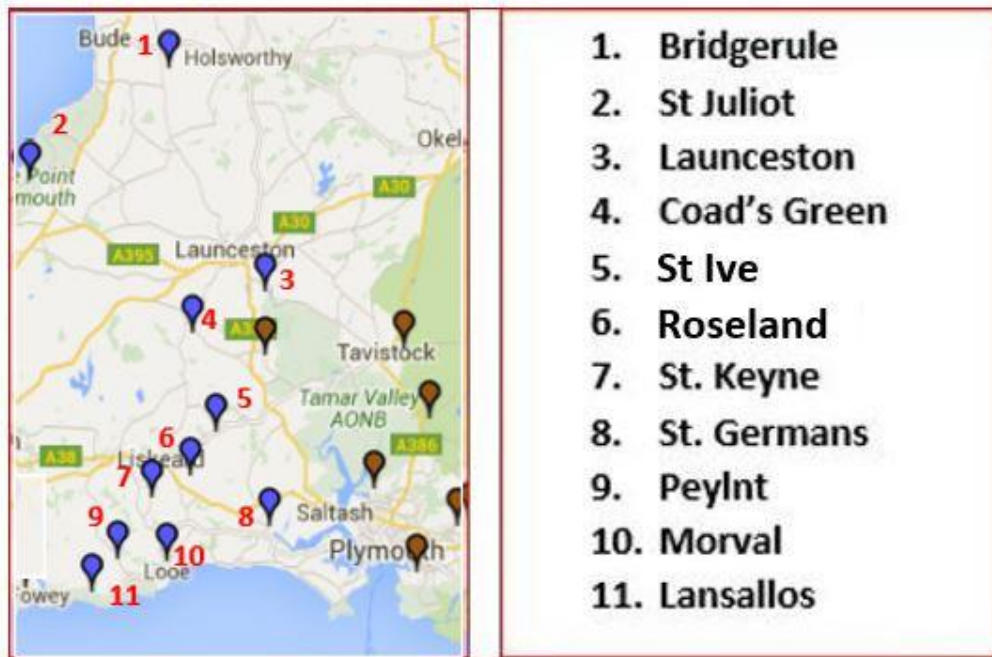 Bude
1
Holsworthy
2
Okel
Point
mouth
A30
A30
Launceston
A395
3
4
Tavistock
Tamar Valley
AONB
5
A386
6
A38
Liskeard
7
8
Saltash
9
Plymouth
10
Looe
11
owey
1. Bridgerule
2. St Juliot
3. Launceston
4. Coad's Green
5. St Ive
6. Roseland
7. St. Keyne
8. St. Germans
9. Peylnt
10. Morval
11. Lansallos